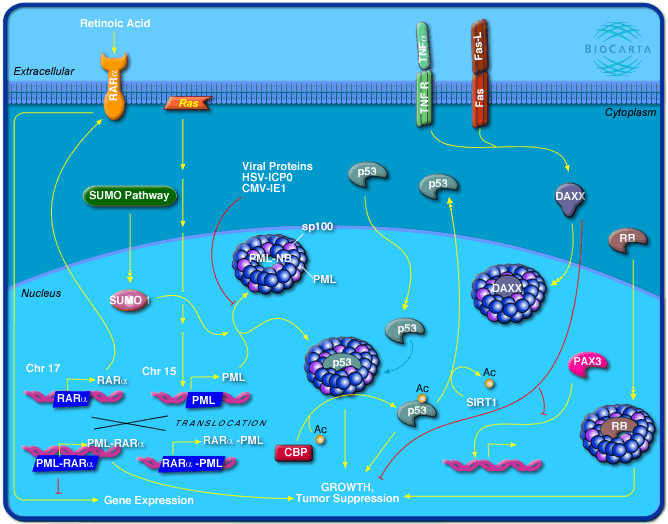 Retinoic Acid
Extracellular
RARα
Ras
TNFα
TNF R
Fas-L
Fas
BIOCARTA
Cytoplasm
SUMO Pathway
Viral Proteins
HSV-ICP0
CMV-IE1
p53
p53
DAXX
RB
sp100
PML-NB
PML
Nucleus
SUMO 1
DAXX
p53
p53
Chr 17
RARα
RARα
Chr 15
PML
PML
Ac
SIRT1
PAX3
Ac
p53
TRANSLOCATION
Ac
CBP
RB
PML-RARα
PML-RARα
RARα -PML
RARα -PML
Gene Expression
GROWTH,
Tumor Suppression